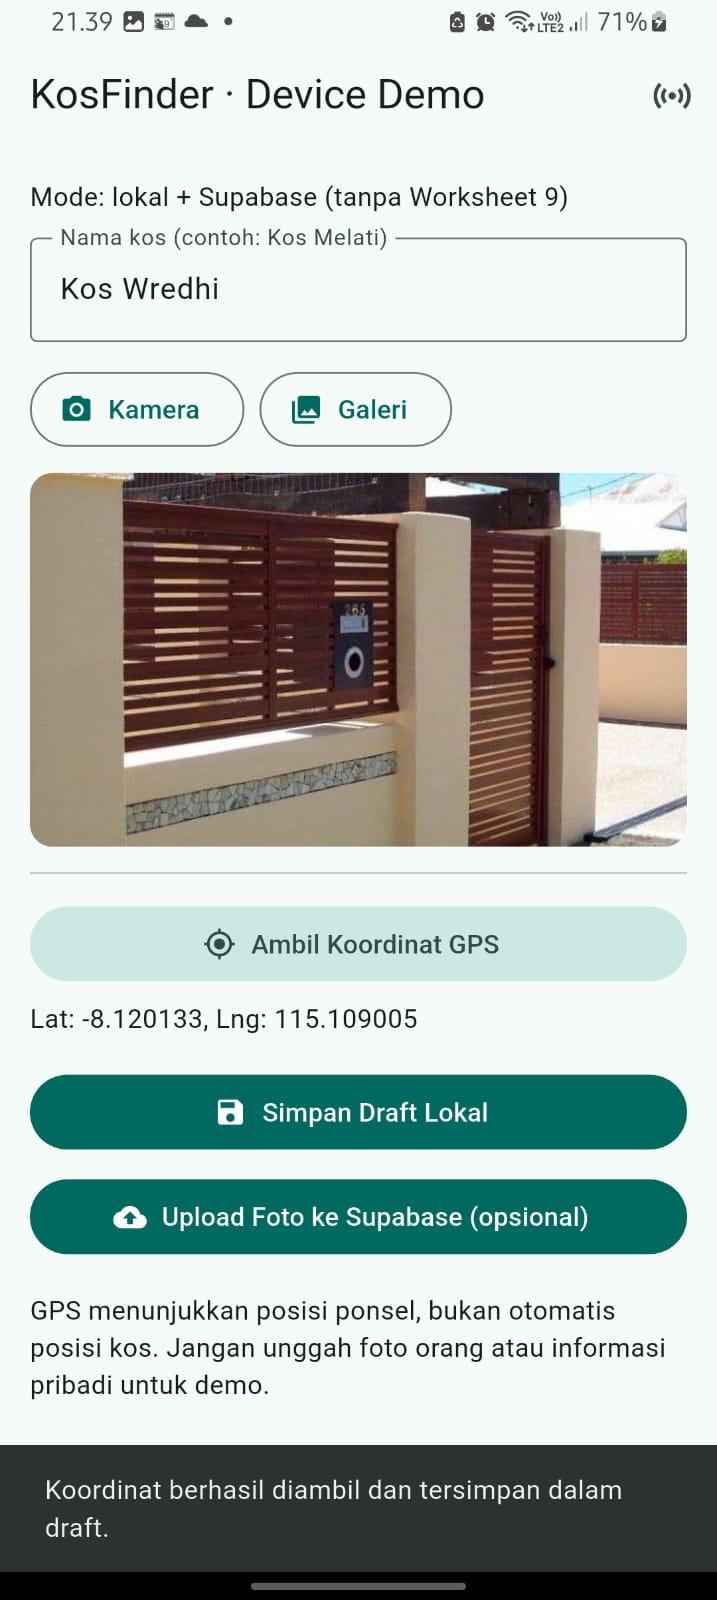 21.39
Vo))
LTE2
71%
KosFinder · Device Demo
Mode: lokal + Supabase (tanpa Worksheet 9)
Nama kos (contoh: Kos Melati)
Kos Wredhi
Kamera
Galeri
265
Ambil Koordinat GPS
Lat: -8.120133, Lng: 115.109005
Simpan Draft Lokal
Upload Foto ke Supabase (opsional)
GPS menunjukkan posisi ponsel, bukan otomatis
posisi kos. Jangan unggah foto orang atau informasi
pribadi untuk demo.
Koordinat berhasil diambil dan tersimpan dalam
draft.